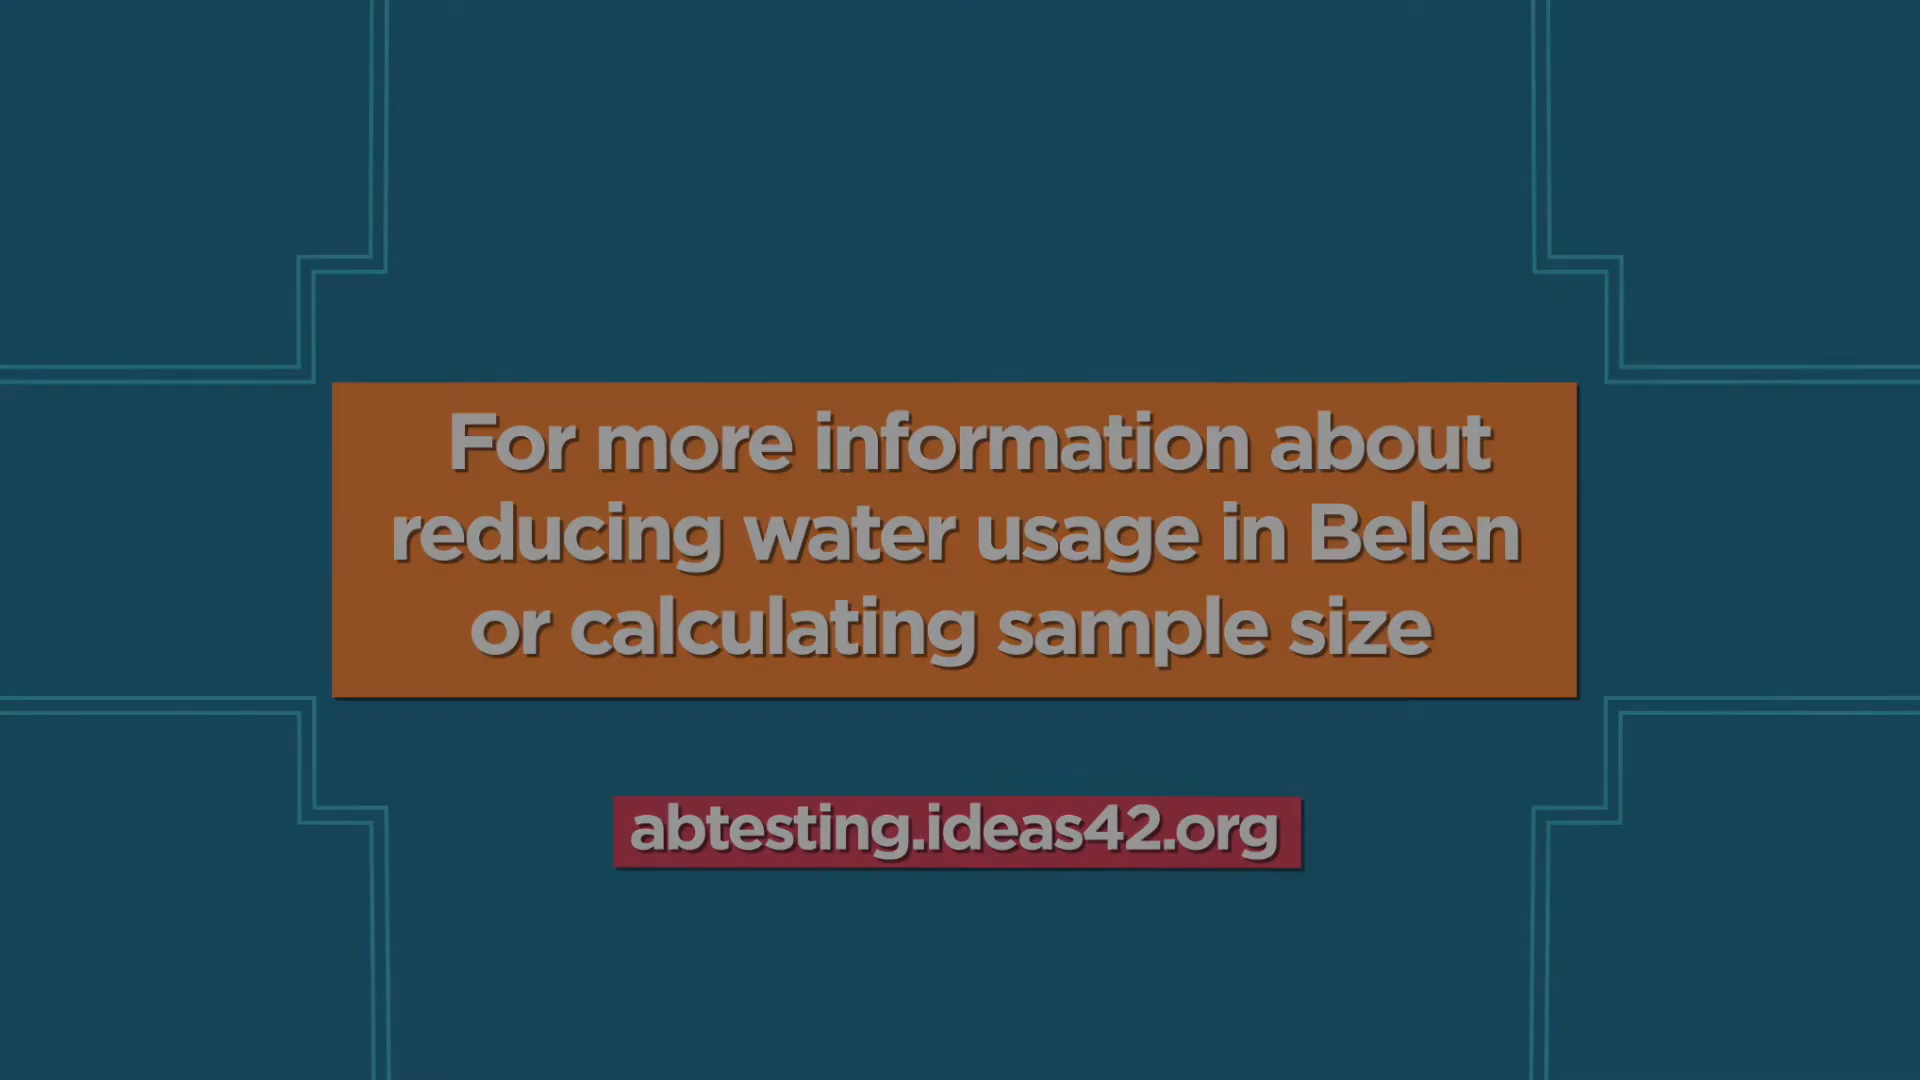 For more information about
reducing water usage in Belen
or calculating sample size
abtesting.ideas42.org